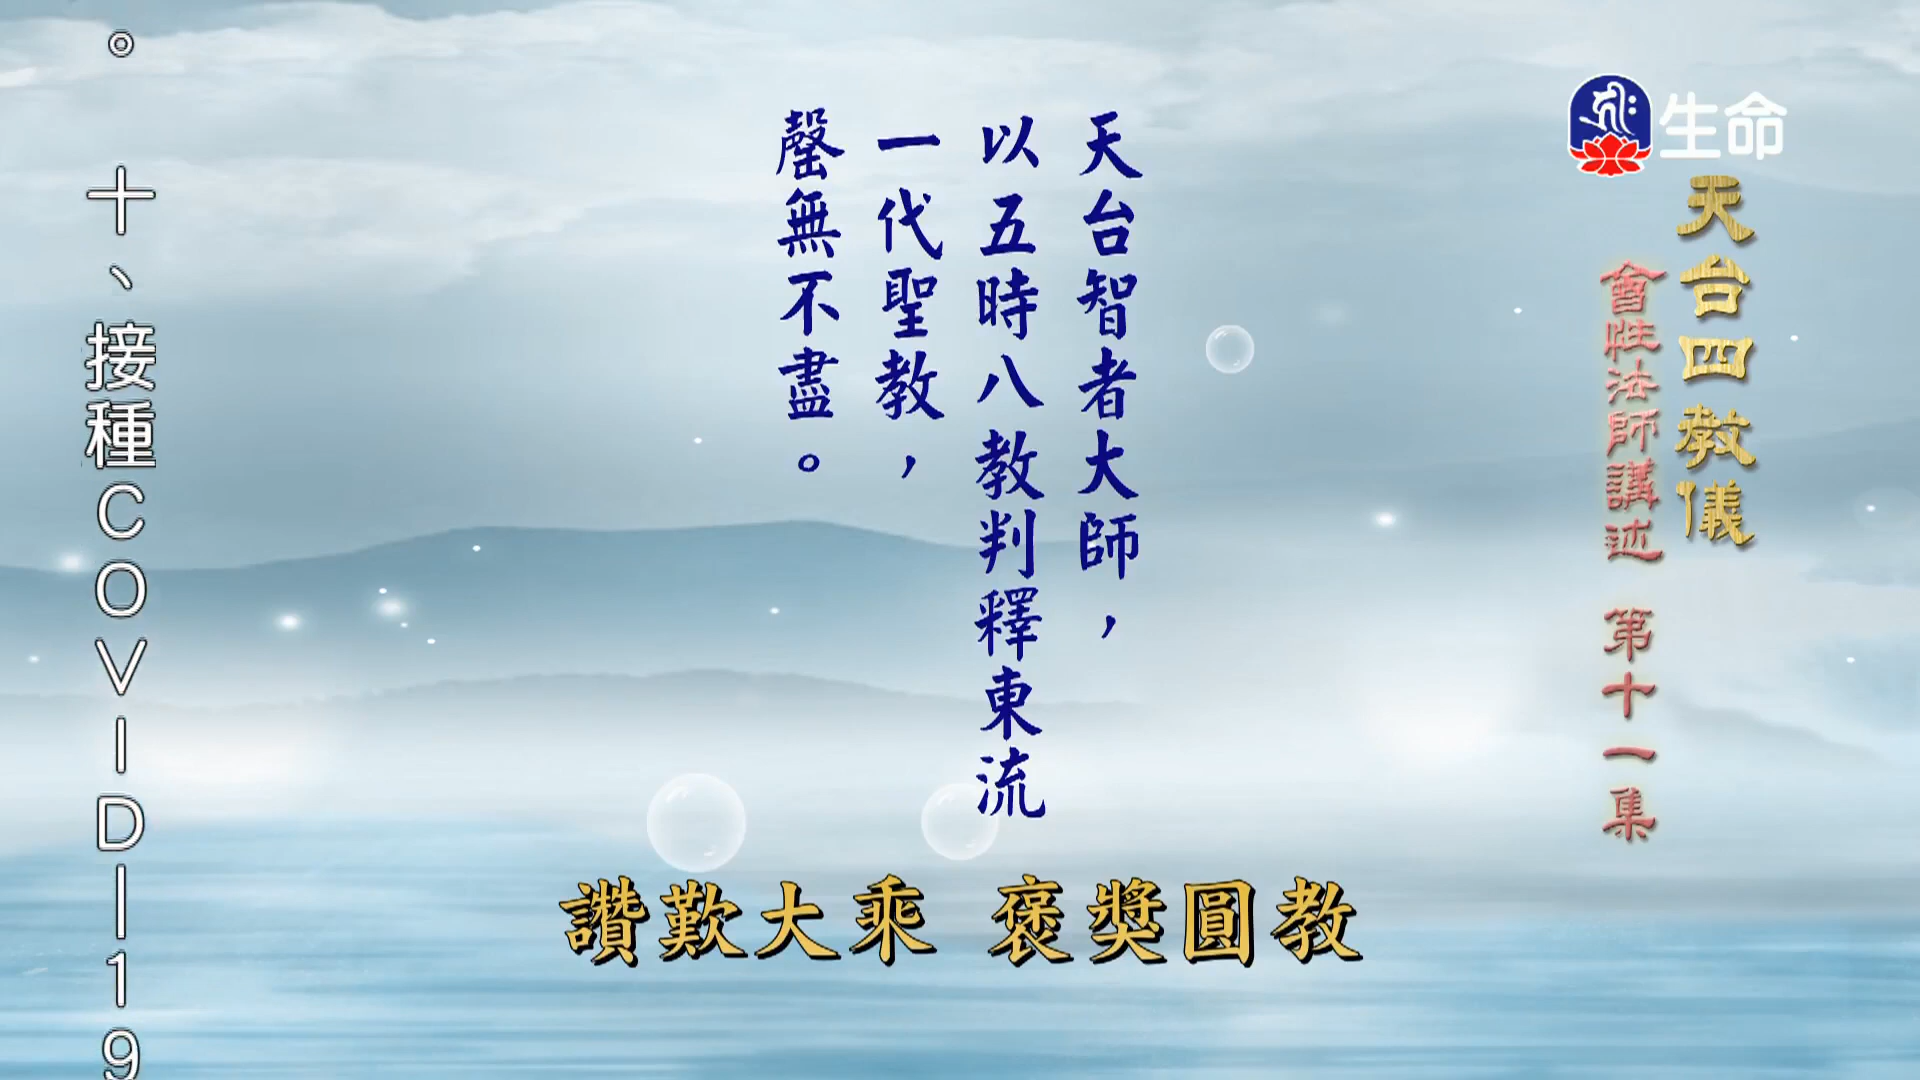 生命
天台四教儀
會性法師講述 第十一集
天台智者大師，
以五時八教判釋東流
一代聖教，
罄無不盡。
。十、接種COVID-19
讚歎大乘 褒獎圓教